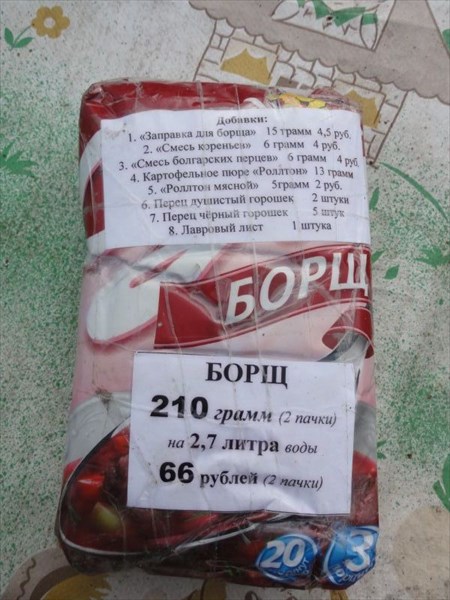 Добавки:
1. «Заправка для борща» 15 грамм 4,5 руб.
2. «Смесь кореньев» 6 грамм 4 руб.
3. «Смесь болгарских перцев» 6 грамм 4 руб.
4. Картофельное пюре «Роллтон» 13 грамм
5. «Роллтон мясной» 5грамм 2 руб.
6. Перец душистый горошек 2 штуки
7. Перец чёрный горошек 5 штук
8. Лавровый лист 1 штука
БОРЩ
БОРЩ
210 грамм (2 пачки)
на 2,7 литра воды
66 рублей (2 пачки)
20 3